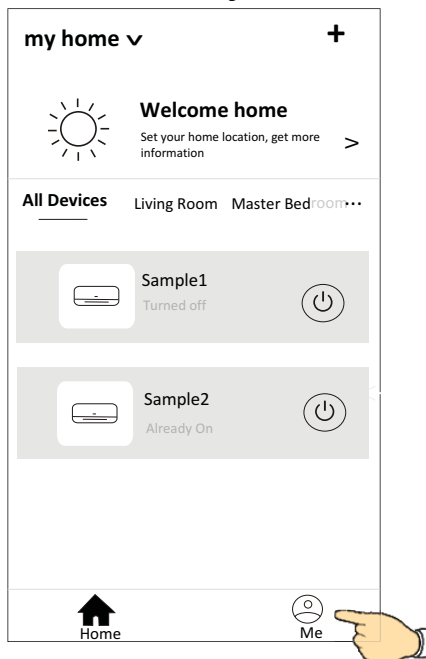 my home v +
Welcome home
Set your home location, get more
information
>
All Devices Living Room Master Bedroom ...
Sample1
Turned off
Sample2
Already On
Home Me